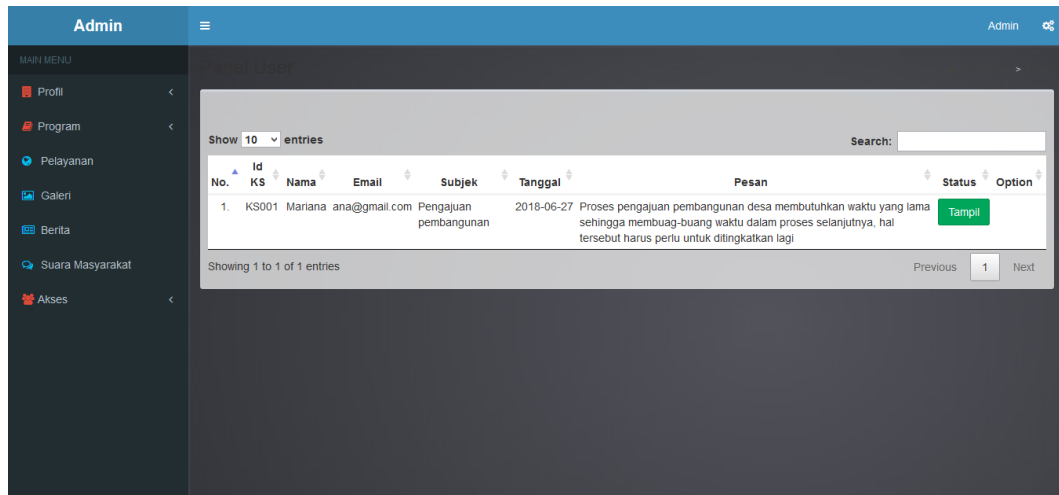 Admin
Admin
MAIN MENU
Panel User
>
Profil
Program
Show 10 entries
Search:
Pelayanan
No. Id KS Nama Email Subjek Tanggal Pesan Status Option
Galeri
1. KS001 Mariana ana@gmail.com Pengajuan 2018-06-27 Proses pengajuan pembangunan desa membutuhkan waktu yang lama Tampil
pembangunan sehingga membuag-buang waktu dalam proses selanjutnya, hal
Berita
tersebut harus perlu untuk ditingkatkan lagi
Suara Masyarakat
Showing 1 to 1 of 1 entries
Previous 1 Next
Akses